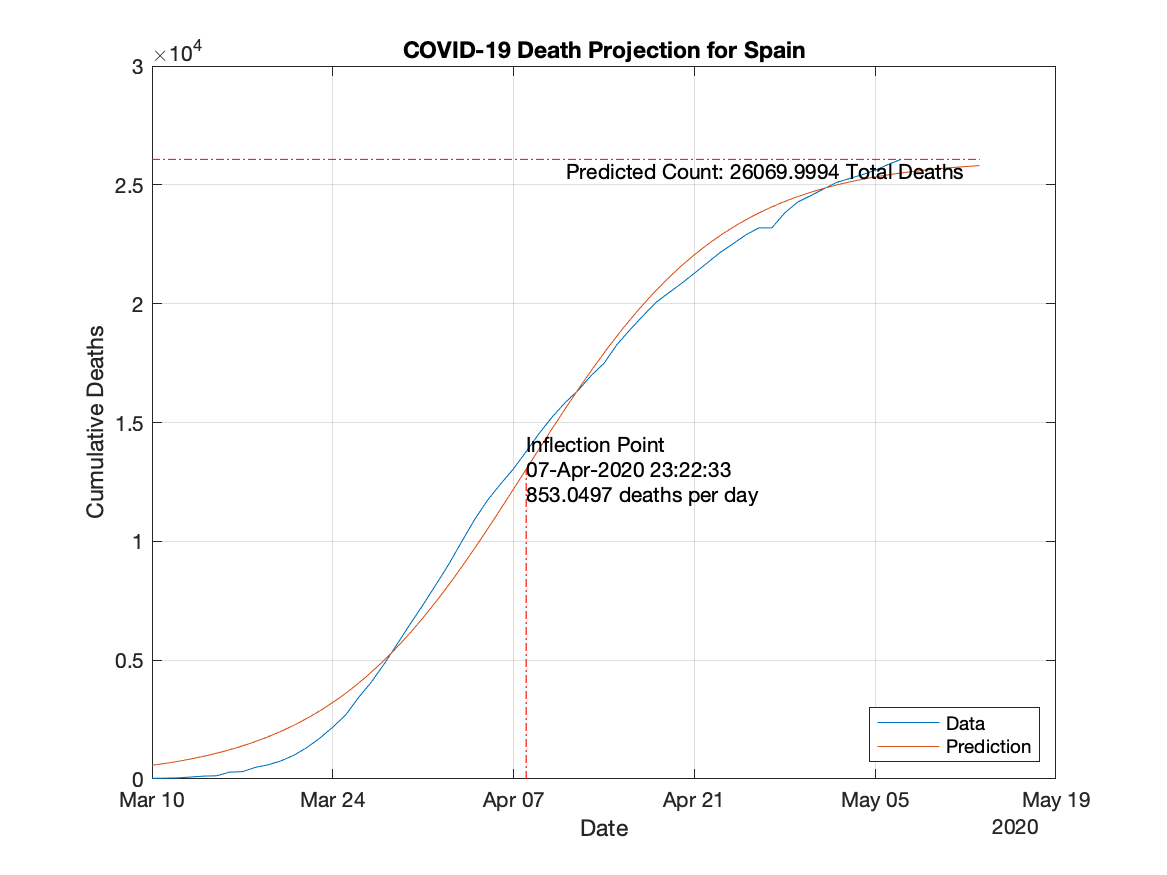 COVID-19 Death Projection for Spain
×10⁴
3
2.5
2
1.5
1
0.5
0
Cumulative Deaths
Predicted Count: 26069.9994 Total Deaths
Inflection Point
07-Apr-2020 23:22:33
853.0497 deaths per day
Data
Prediction
Mar 10 Mar 24 Apr 07 Apr 21 May 05 May 19
Date
2020